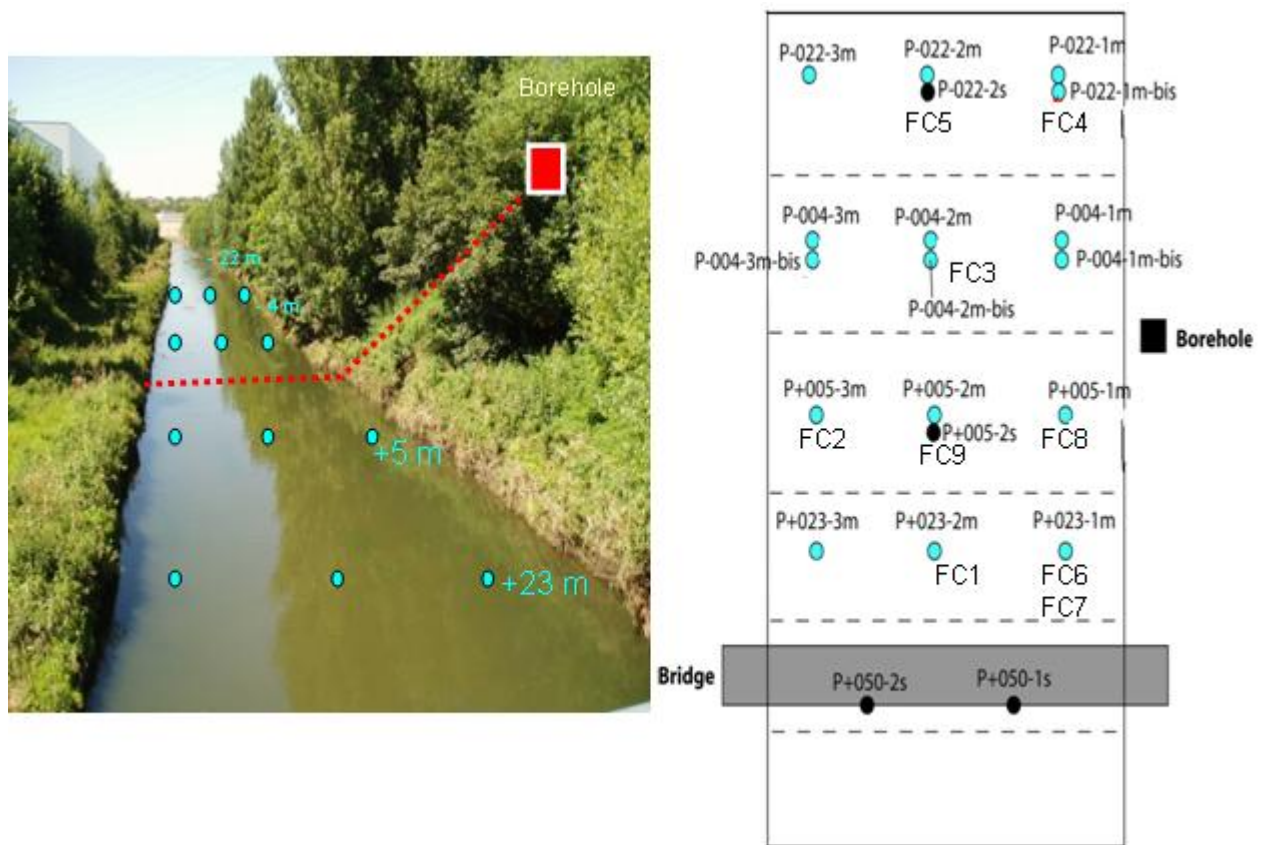 Borehole
- 22 m
- 4 m
+5 m
+23 m
P-022-3m
P-022-2m
P-022-1m
P-022-2s
P-022-1m-bis
FC5
FC4
P-004-3m
P-004-2m
P-004-1m
P-004-3m-bis
FC3
P-004-1m-bis
P-004-2m-bis
Borehole
P+005-3m
P+005-2m
P+005-1m
FC2
P+005-2s
FC9
FC8
P+023-3m
P+023-2m
P+023-1m
FC1
FC6
FC7
Bridge
P+050-2s
P+050-1s